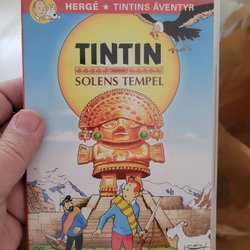 HERGÉ ★ TINTINS ÄVENTYR
TINTIN
SOLENS TEMPEL